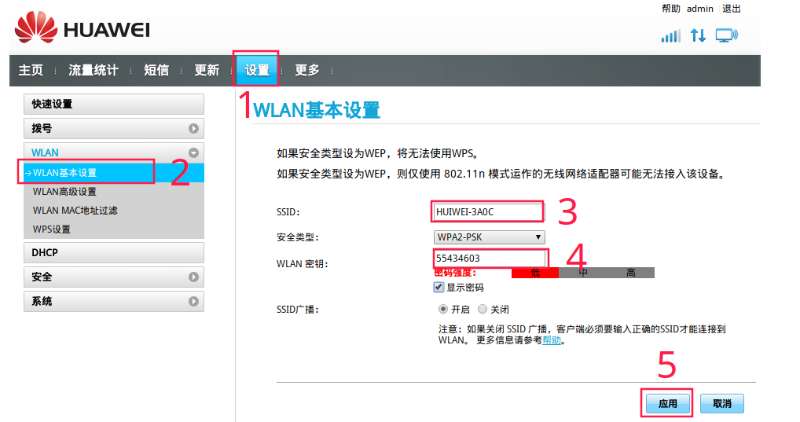 帮助 admin 退出
HUAWEI
主页 流量统计 短信 更新 设置 更多
1
快速设置
拨号
WLAN
→WLAN基本设置
2
WLAN高级设置
WLAN MAC地址过滤
WPS设置
DHCP
安全
系统
WLAN基本设置
如果安全类型设为WEP，将无法使用WPS。
如果安全类型设为WEP，则仅使用 802.11n 模式运作的无线网络适配器可能无法接入该设备。
SSID: HUIWEI-3A0C 3
安全类型: WPA2-PSK
WLAN 密钥: 55434603 4
密码强度: 低 中 高
显示密码
SSID广播: 开启 关闭
注意：如果关闭 SSID 广播，客户端必须要输入正确的SSID才能连接到
WLAN。 更多信息请参考帮助。
5
应用 取消